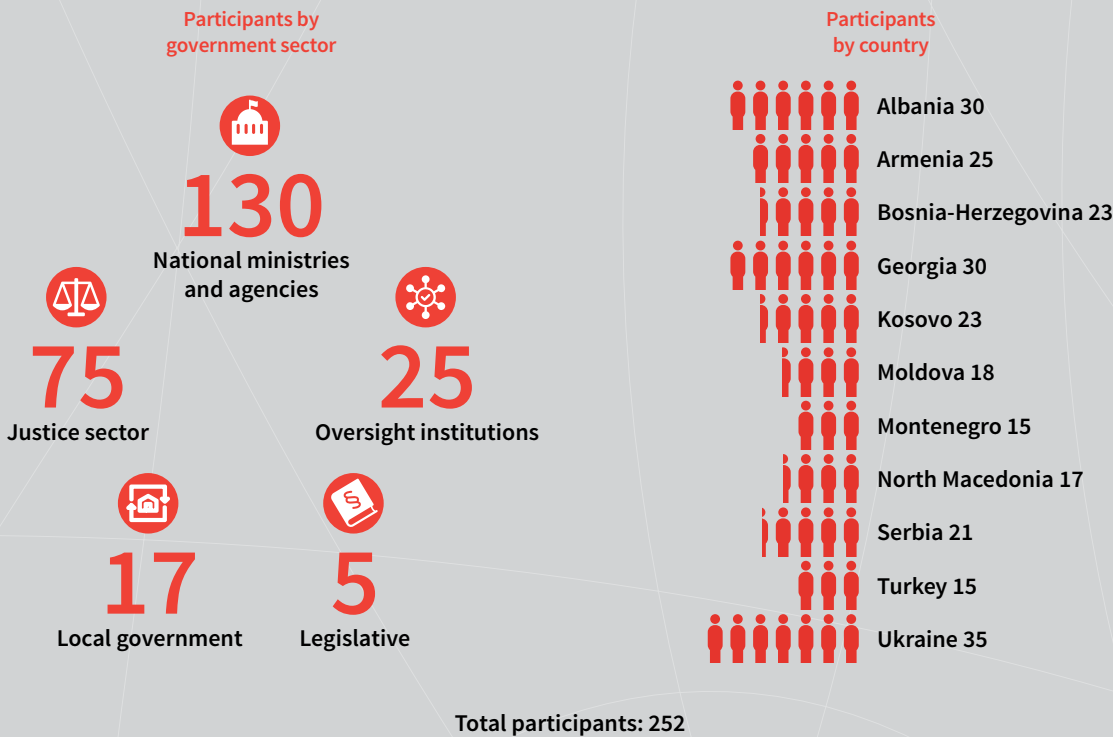 Participants by
government sector
130
National ministries
and agencies
75
Justice sector
25
Oversight institutions
17
Local government
§
5
Legislative
Participants
by country
Albania 30
Armenia 25
Bosnia-Herzegovina 23
Georgia 30
Kosovo 23
Moldova 18
Montenegro 15
North Macedonia 17
Serbia 21
Turkey 15
Ukraine 35
Total participants: 252